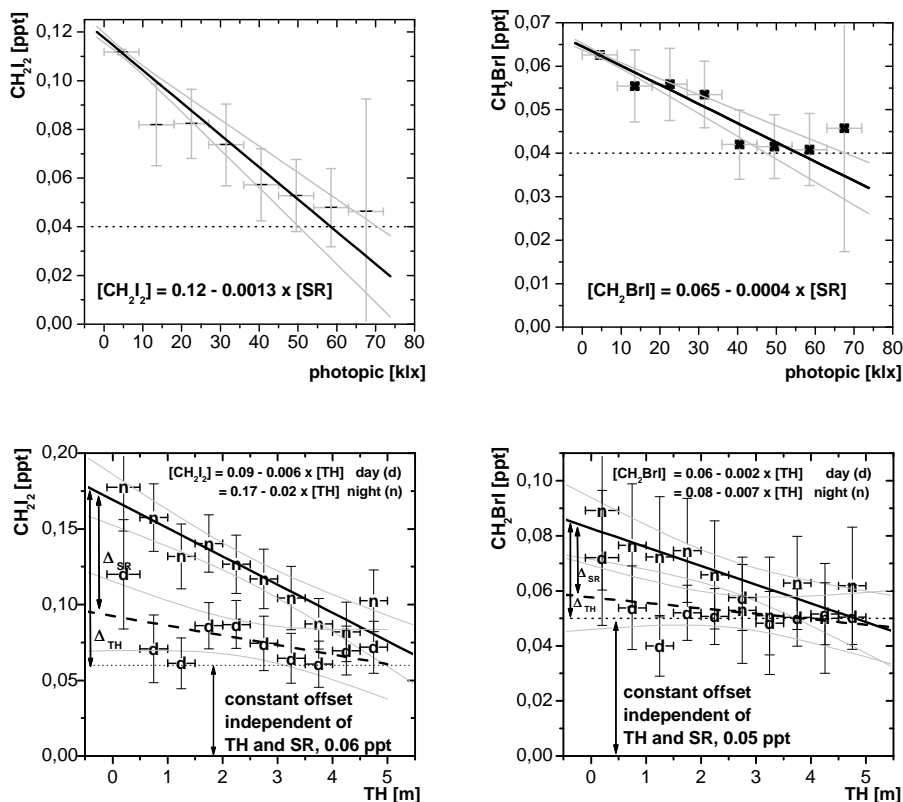 CH₂I₂ [ppt]
0,12
0,10
0,08
0,06
0,04
0,02
0,00
[CH₂I₂] = 0.12 - 0.0013 x [SR]
0 10 20 30 40 50 60 70 80
photopic [klx]
CH₂BrI [ppt]
0,07
0,06
0,05
0,04
0,03
0,02
0,01
0,00
[CH₂BrI] = 0.065 - 0.0004 x [SR]
0 10 20 30 40 50 60 70 80
photopic [klx]
CH₂I₂ [ppt]
0,20
0,15
0,10
0,05
0,00
[CH₂I₂] = 0.09 - 0.006 x [TH] day (d)
= 0.17 - 0.02 x [TH] night (n)
n n n n n n n n n n
d d d d d d d d d d
Δ SR
Δ TH
constant offset
independent of
TH and SR, 0.06 ppt
0 1 2 3 4 5
TH [m]
CH₂BrI [ppt]
0,10
0,08
0,06
0,04
0,02
0,00
[CH₂BrI] = 0.06 - 0.002 x [TH] day (d)
= 0.08 - 0.007 x [TH] night (n)
n n n n n n n n n n
d d d d d d d d d d
Δ SR
Δ TH
constant offset
independent of
TH and SR, 0.05 ppt
0 1 2 3 4 5
TH [m]